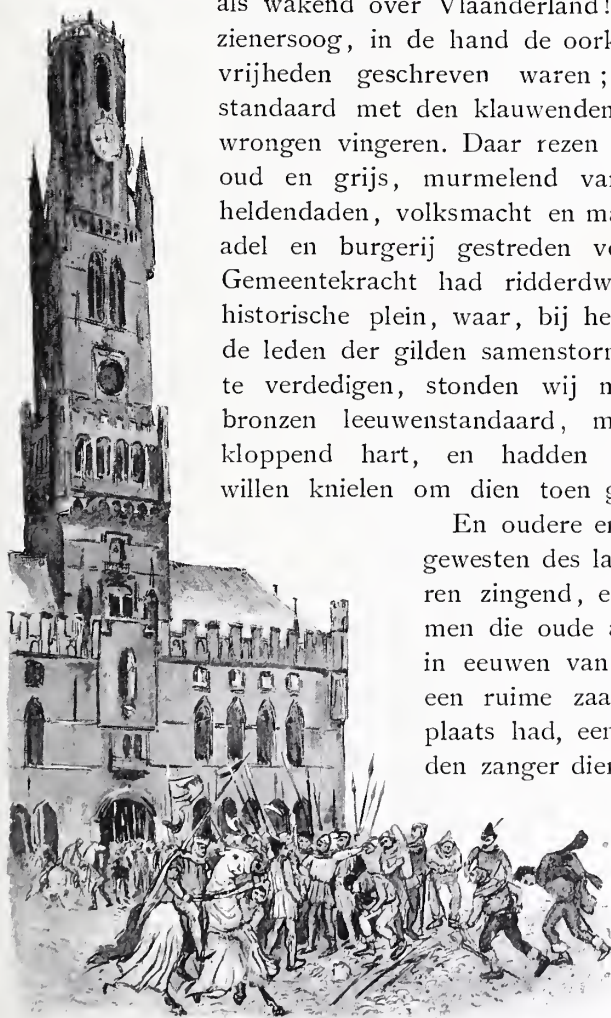 als wakend over Vlaanderland!
zienersoog, in de hand de oork
vrijheden geschreven waren ;
standaard met den klauwenden
wrongen vingeren. Daar rezen
oud en grijs, murmelend va
heldendaden, volksmacht en ma
adel en burgerij gestreden v
Gemeentekracht had ridderdw
historische plein, waar, bij he
de leden der gilden samenstor
te verdedigen, stonden wij n
bronzen leeuwenstandaard, m
kloppend hart, en hadden
willen knielen om dien toen g
En oudere en
gewesten des la
ren zingend, e
men die oude
in eeuwen van
een ruime zaa
plaats had, een
den zanger dier